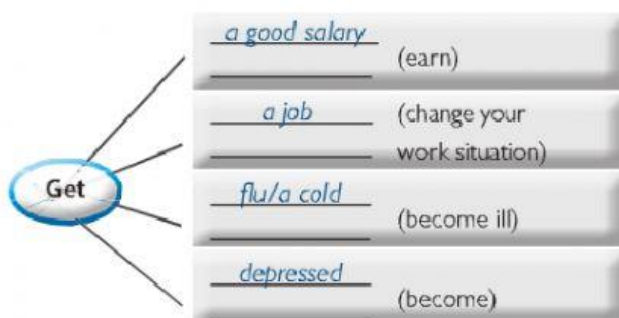 a good salary
(earn)
Get
a job
(change your
work situation)
flu/a cold
(become ill)
depressed
(become)